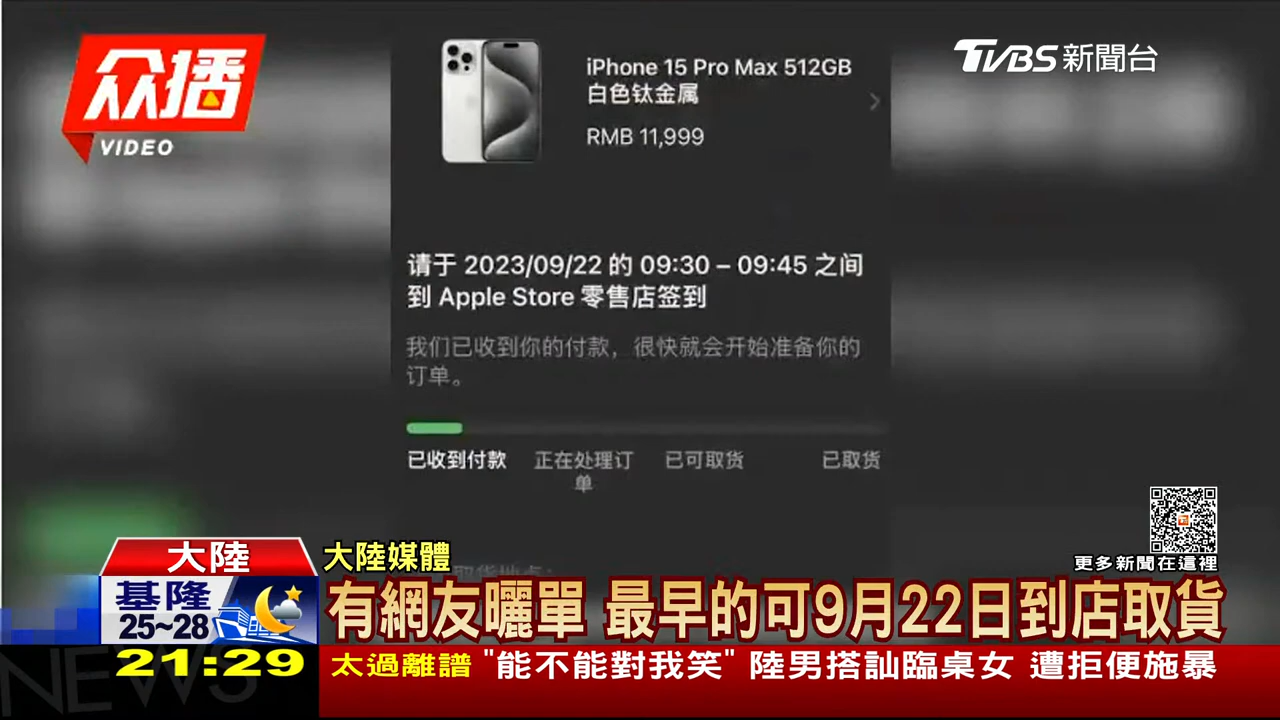 众播
VIDEO
TVBS新聞台
iPhone 15 Pro Max 512GB
白色钛金属
RMB 11,999
请于 2023/09/22 的 09:30 – 09:45 之间
到 Apple Store 零售店签到
我们已收到你的付款，很快就会开始准备你的
订单。
已收到付款
正在处理订
单
已可取货
已取货
更多新聞在這裡
大陸
大陸媒體
基隆
25~28
有網友曬單 最早的可9月22日到店取貨
21:29
太過離譜 "能不能對我笑" 陸男搭訕臨桌女 遭拒便施暴
NEWS